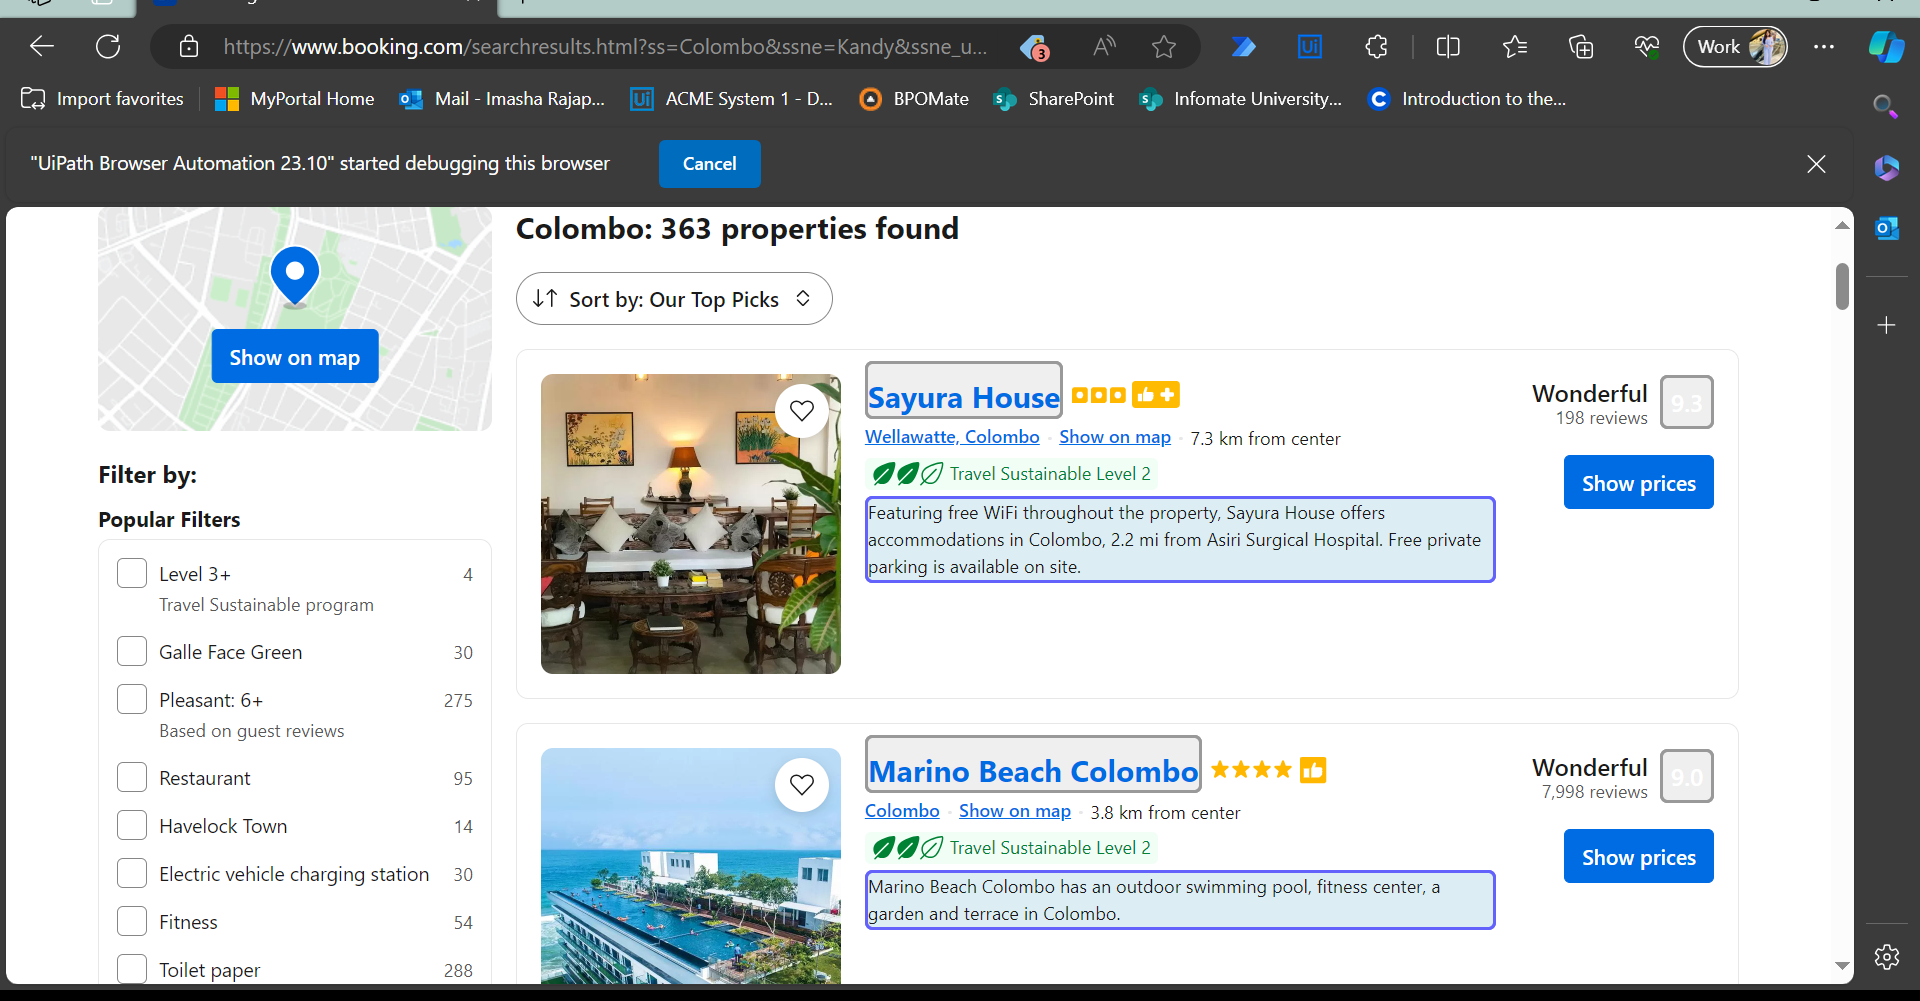 https://www.booking.com/searchresults.html?ss=Colombo&ssne=Kandy&ssne_u...
3
A
Ui
Work
Import favorites
MyPortal Home
Mail - Imasha Rajap...
Ui
ACME System 1 - D...
BPOMate
SharePoint
Infomate University,...
Introduction to the...
"UiPath Browser Automation 23.10" started debugging this browser
Cancel
Show on map
Filter by:
Popular Filters
Level 3+ 4
Travel Sustainable program
Galle Face Green 30
Pleasant: 6+ 275
Based on guest reviews
Restaurant 95
Havelock Town 14
Electric vehicle charging station 30
Fitness 54
Toilet paper 288
Colombo: 363 properties found
Sort by: Our Top Picks
Sayura House
Wellawatte, Colombo Show on map 7.3 km from center
Travel Sustainable Level 2
Featuring free WiFi throughout the property, Sayura House offers
accommodations in Colombo, 2.2 mi from Asiri Surgical Hospital. Free private
parking is available on site.
Wonderful
198 reviews
9.3
Show prices
Marino Beach Colombo
Colombo Show on map 3.8 km from center
Travel Sustainable Level 2
Marino Beach Colombo has an outdoor swimming pool, fitness center, a
garden and terrace in Colombo.
Wonderful
7,998 reviews
9.0
Show prices